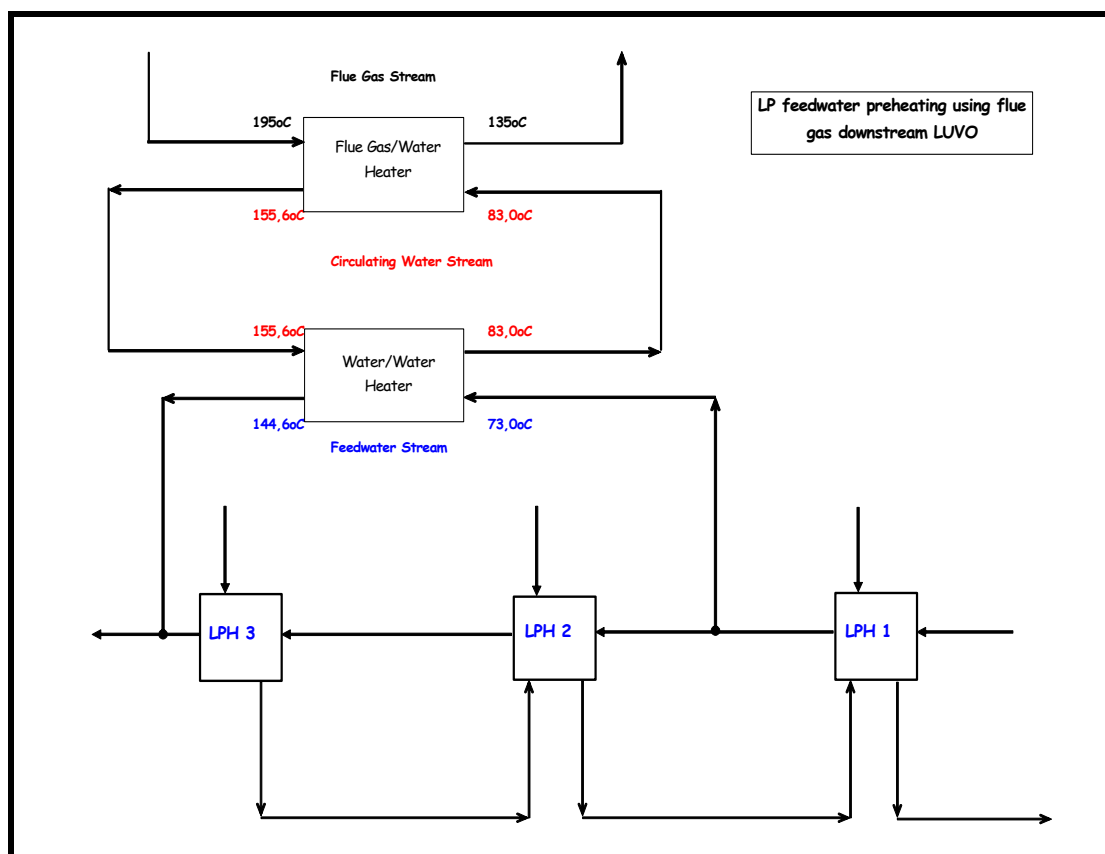 Flue Gas Stream
LP feedwater preheating using flue
gas downstream LUVO
195oC
135oC
Flue Gas/Water
Heater
155,6oC
83,0oC
Circulating Water Stream
155,6oC
83,0oC
Water/Water
Heater
144,6oC
73,0oC
Feedwater Stream
LPH 3
LPH 2
LPH 1